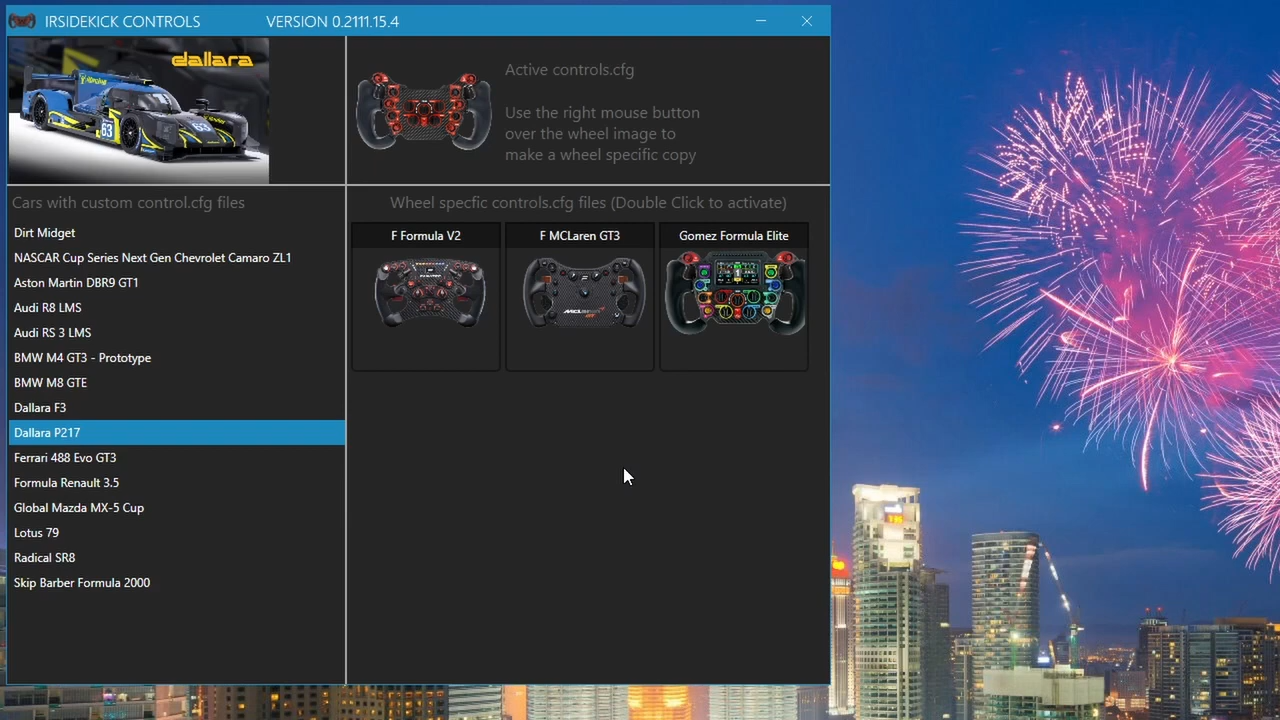 IRSIDEKICK CONTROLS
VERSION 0.2111.15.4
dallara
63
63
Active controls.cfg
Use the right mouse button
over the wheel image to
make a wheel specific copy
Cars with custom control.cfg files
Dirt Midget
NASCAR Cup Series Next Gen Chevrolet Camaro ZL1
Aston Martin DBR9 GT1
Audi R8 LMS
Audi RS 3 LMS
BMW M4 GT3 - Prototype
BMW M8 GTE
Dallara F3
Dallara P217
Ferrari 488 Evo GT3
Formula Renault 3.5
Global Mazda MX-5 Cup
Lotus 79
Radical SR8
Skip Barber Formula 2000
Wheel specfic controls.cfg files (Double Click to activate)
F Formula V2
F MCLaren GT3
Gomez Formula Elite